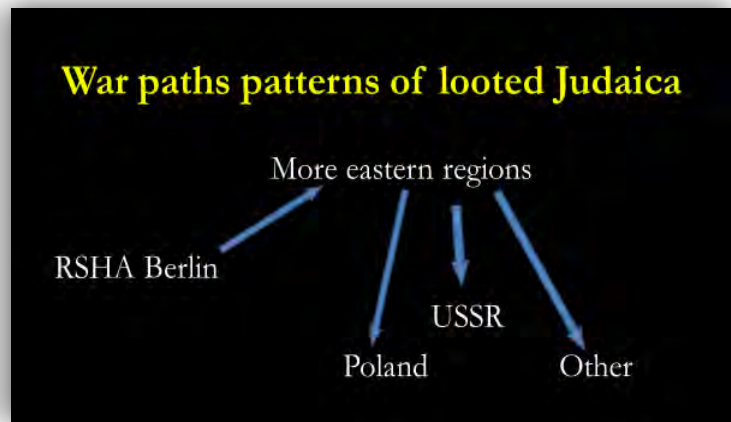 War paths patterns of looted Judaica
More eastern regions
RSHA Berlin
USSR
Poland
Other